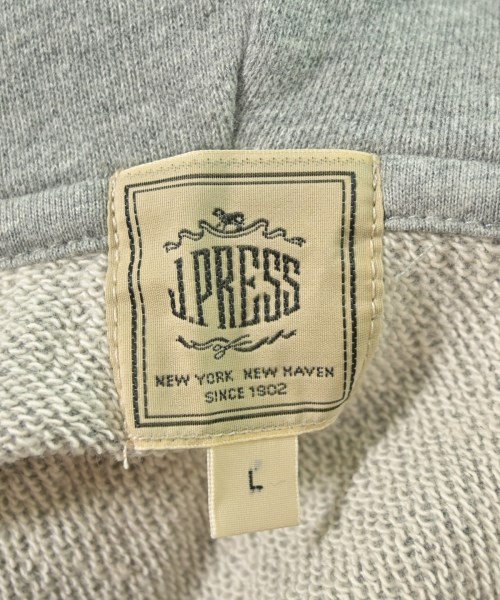 J.PRESS
NEW YORK NEW HAVEN
SINCE 1902
L